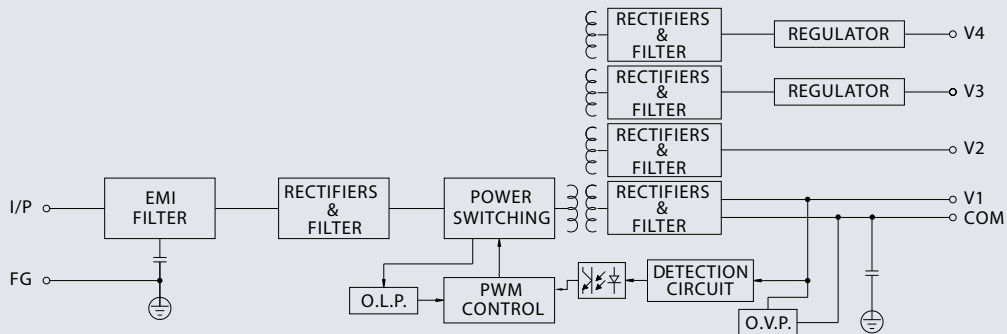 RECTIFIERS
&
FILTER
REGULATOR
V4
RECTIFIERS
&
FILTER
REGULATOR
V3
RECTIFIERS
&
FILTER
V2
I/P
EMI
FILTER
RECTIFIERS
&
FILTER
POWER
SWITCHING
RECTIFIERS
&
FILTER
V1
COM
FG
O.L.P.
PWM
CONTROL
DETECTION
CIRCUIT
O.V.P.